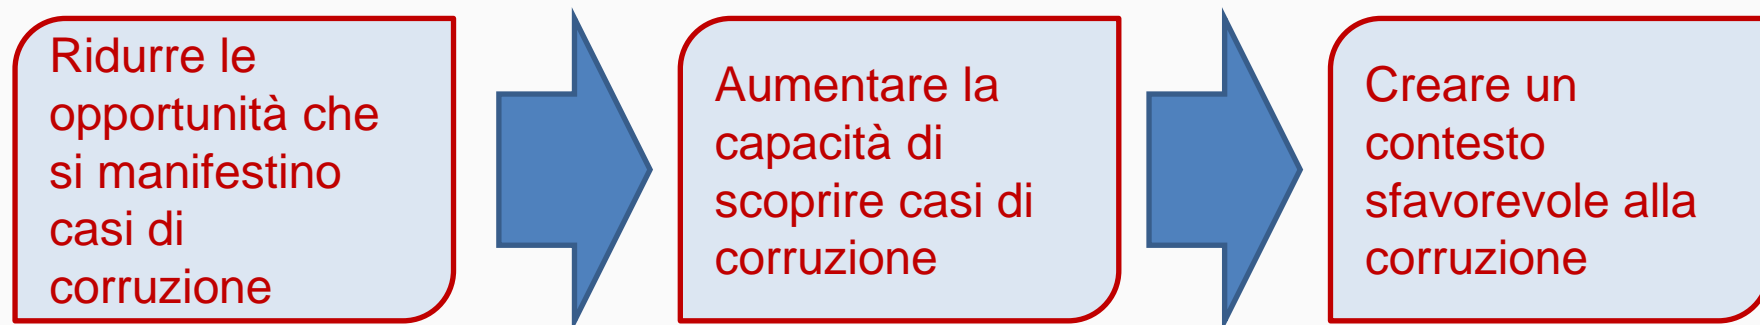 Ridurre le
opportunità che
si manifestino
casi di
corruzione
Aumentare la
capacità di
scoprire casi di
corruzione
Creare un
contesto
sfavorevole alla
corruzione